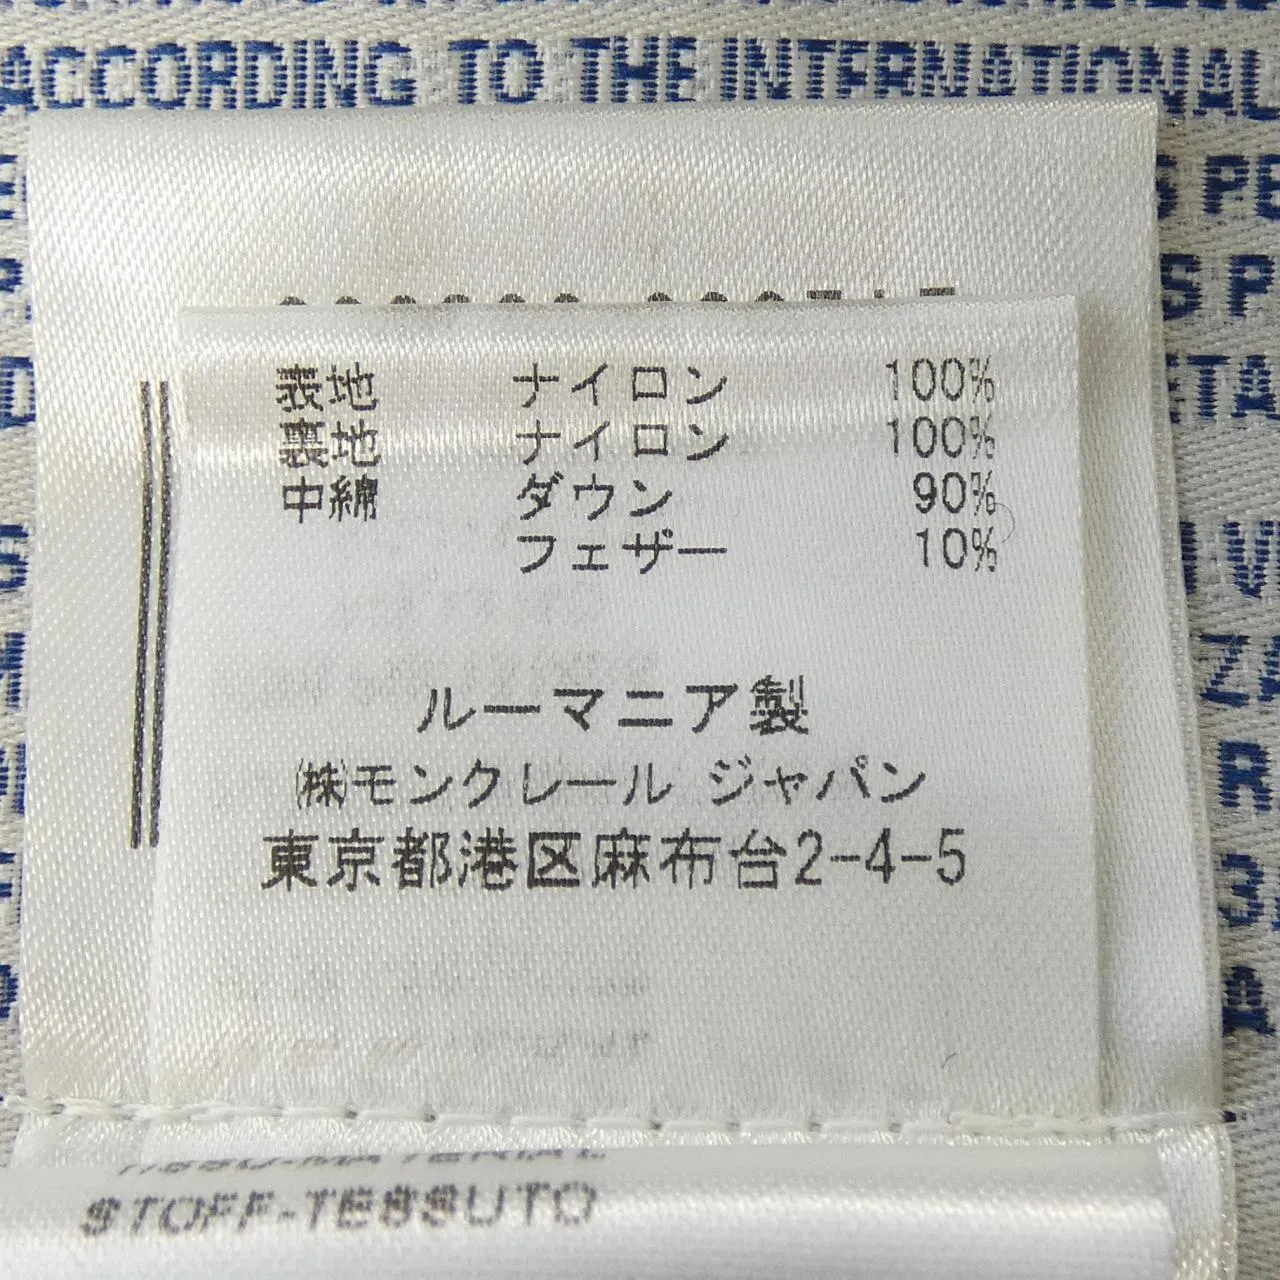 ACCORDING TO THE INTERNATIONAL
表地 ナイロン 100%
裏地 ナイロン 100%
中綿 ダウン 90%
フェザー 10%
ルーマニア製
㈱モンクレール ジャパン
東京都港区麻布台2-4-5
STOFF-TESSUTO